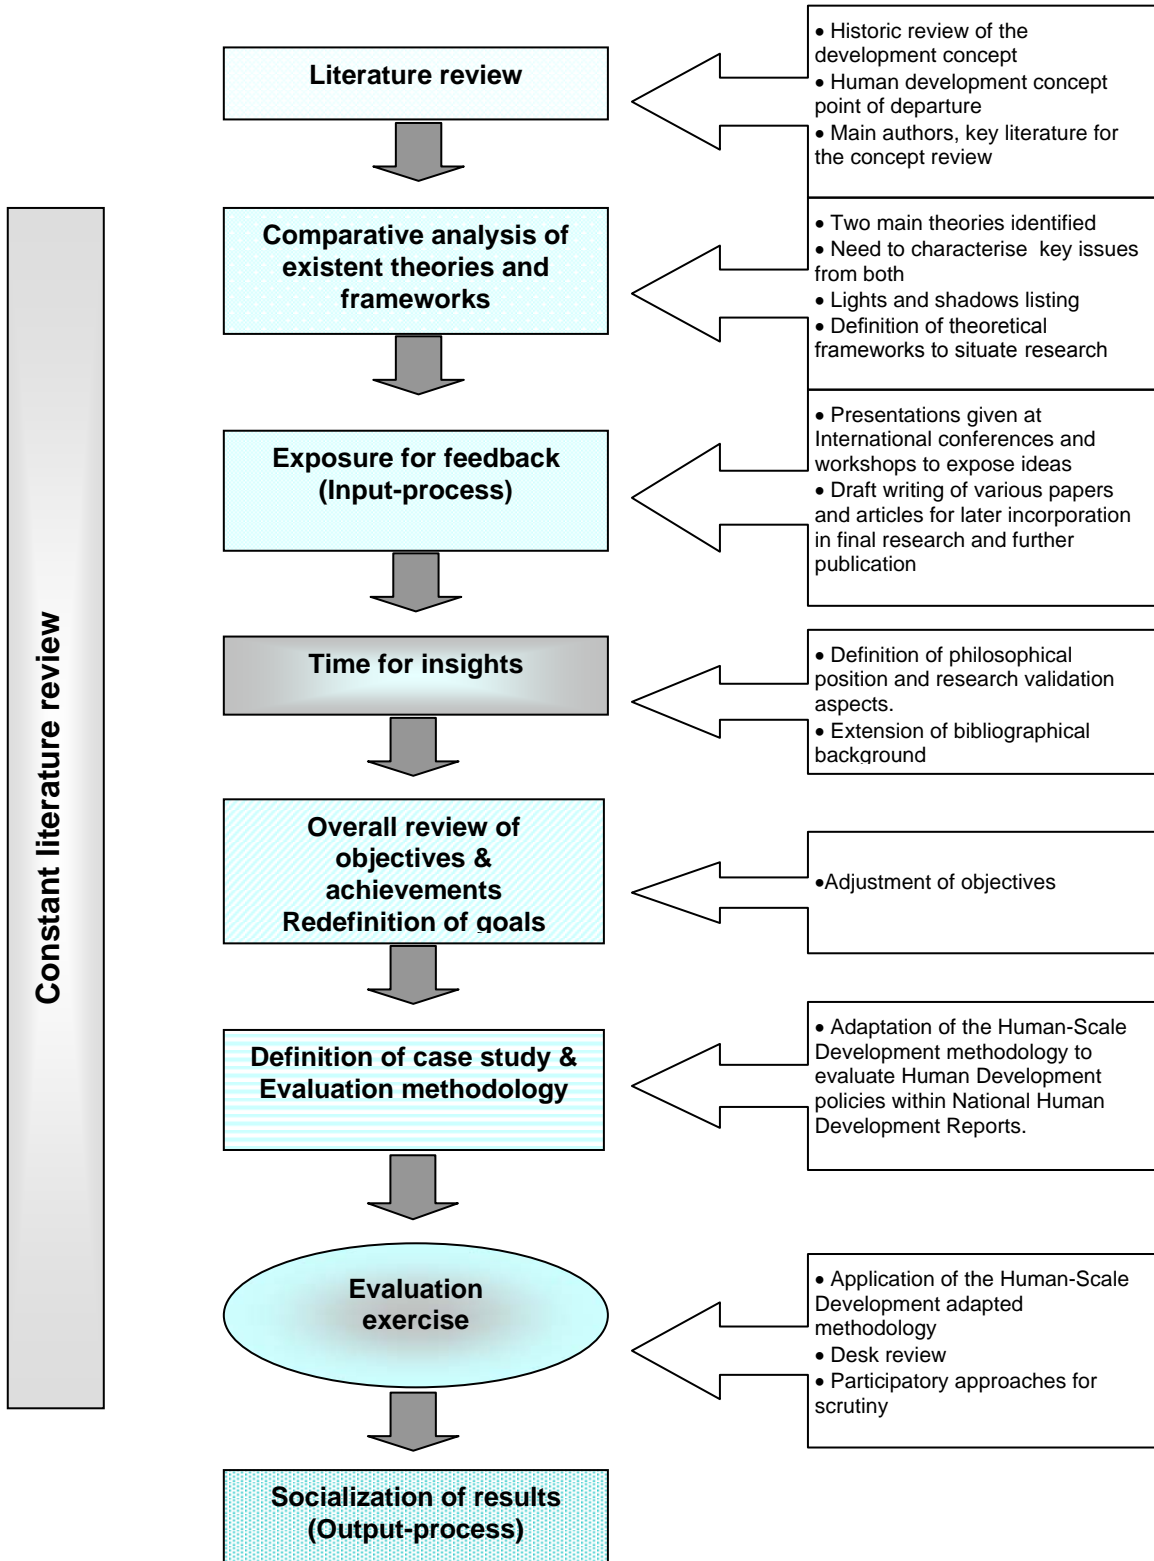 Literature review
• Historic review of the
development concept
• Human development concept
point of departure
• Main authors, key literature for
the concept review
Comparative analysis of
existent theories and
frameworks
• Two main theories identified
• Need to characterise key issues
from both
• Lights and shadows listing
• Definition of theoretical
frameworks to situate research
Exposure for feedback
(Input-process)
• Presentations given at
International conferences and
workshops to expose ideas
• Draft writing of various papers
and articles for later incorporation
in final research and further
publication
Time for insights
• Definition of philosophical
position and research validation
aspects.
• Extension of bibliographical
background
Constant literature review
Overall review of
objectives &
achievements
Redefinition of goals
•Adjustment of objectives
Definition of case study &
Evaluation methodology
• Adaptation of the Human-Scale
Development methodology to
evaluate Human Development
policies within National Human
Development Reports.
Evaluation
exercise
• Application of the Human-Scale
Development adapted
methodology
• Desk review
• Participatory approaches for
scrutiny
Socialization of results
(Output-process)